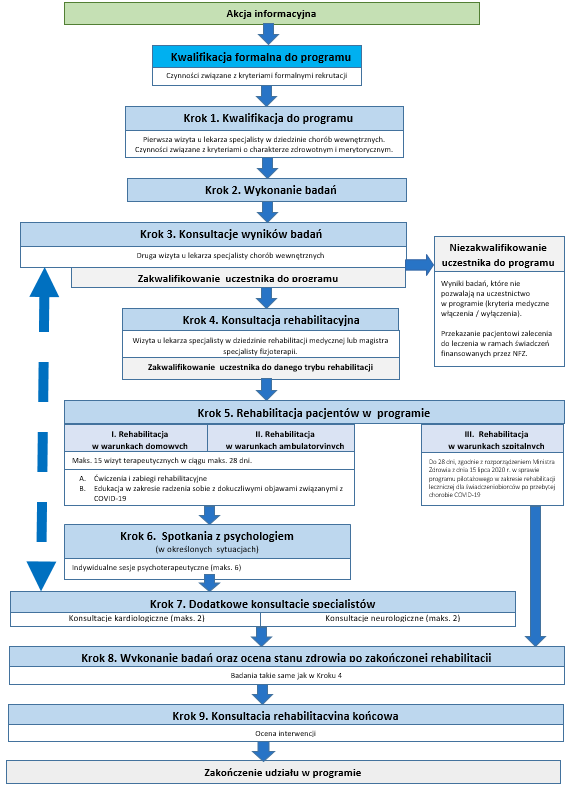 Akcja informacyjna
Kwalifikacja formalna do programu
Czynności związane z kryteriami formalnymi rekrutacji
Krok 1. Kwalifikacja do programu
Pierwsza wizyta u lekarza specjalisty w dziedzinie chorób wewnętrznych.
Czynności związane z kryteriami o charakterze zdrowotnym i merytorycznym.
Krok 2. Wykonanie badań
Krok 3. Konsultacje wyników badań
Druga wizyta u lekarza specjalisty chorób wewnętrznych
Zakwalifikowanie uczestnika do programu
Niezakwalifikowanie
uczestnika do programu
Wyniki badań, które nie
pozwalają na uczestnictwo
w programie (kryteria medyczne
włączenia / wyłączenia).
Przekazanie pacjentowi zalecenia
do leczenia w ramach świadczeń
finansowanych przez NFZ.
Krok 4. Konsultacja rehabilitacyjna
Wizyta u lekarza specjalisty w dziedzinie rehabilitacji medycznej lub magistra
specjalisty fizjoterapii.
Zakwalifikowanie uczestnika do danego trybu rehabilitacji
Krok 5. Rehabilitacja pacjentów w programie
I. Rehabilitacja
w warunkach domowych
II. Rehabilitacja
w warunkach ambulatoryjnych
Maks. 15 wizyt terapeutycznych w ciągu maks. 28 dni.
A. Ćwiczenia i zabiegi rehabilitacyjne
B. Edukacja w zakresie radzenia sobie z dokuczliwymi objawami związanymi z
COVID-19
III. Rehabilitacja
w warunkach szpitalnych
Do 28 dni, zgodnie z rozporządzeniem Ministra
Zdrowia z dnia 15 lipca 2020 r. w sprawie
programu pilotażowego w zakresie rehabilitacji
leczniczej dla świadczeniobiorców po przebytej
chorobie COVID-19
Krok 6. Spotkania z psychologiem
(w określonych sytuacjach)
Indywidualne sesje psychoterapeutyczne (maks. 6)
Krok 7. Dodatkowe konsultacje specjalistów
Konsultacje kardiologiczne (maks. 2)
Konsultacje neurologiczne (maks. 2)
Krok 8. Wykonanie badań oraz ocena stanu zdrowia po zakończonej rehabilitacji
Badania takie same jak w Kroku 4
Krok 9. Konsultacja rehabilitacyjna końcowa
Ocena interwencji
Zakończenie udziału w programie